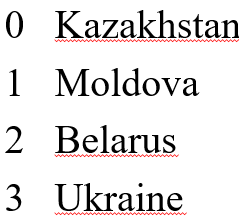 0 Kazakhstan
1 Moldova
2 Belarus
3 Ukraine